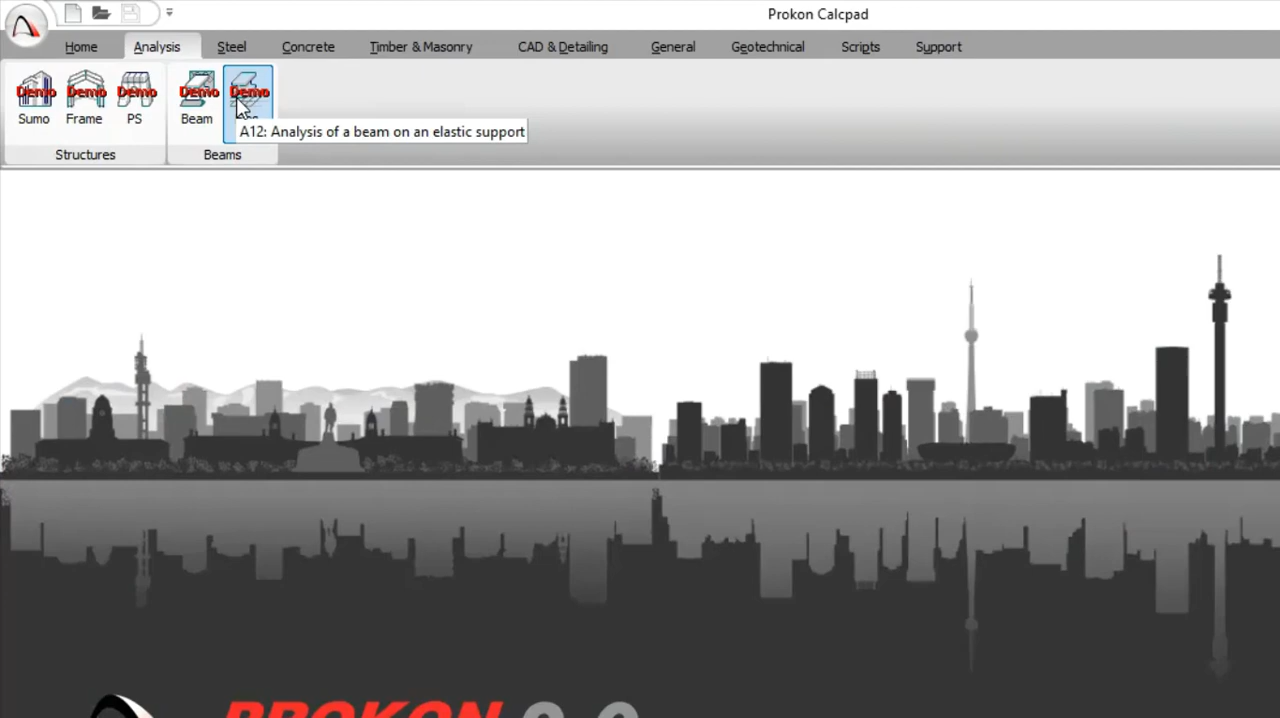 Prokon Calcpad
Home Analysis Steel Concrete Timber & Masonry CAD & Detailing General Geotechnical Scripts Support
Demo Demo Demo Demo Demo
Sumo Frame PS Beam
A12: Analysis of a beam on an elastic support
Structures Beams
PROKON